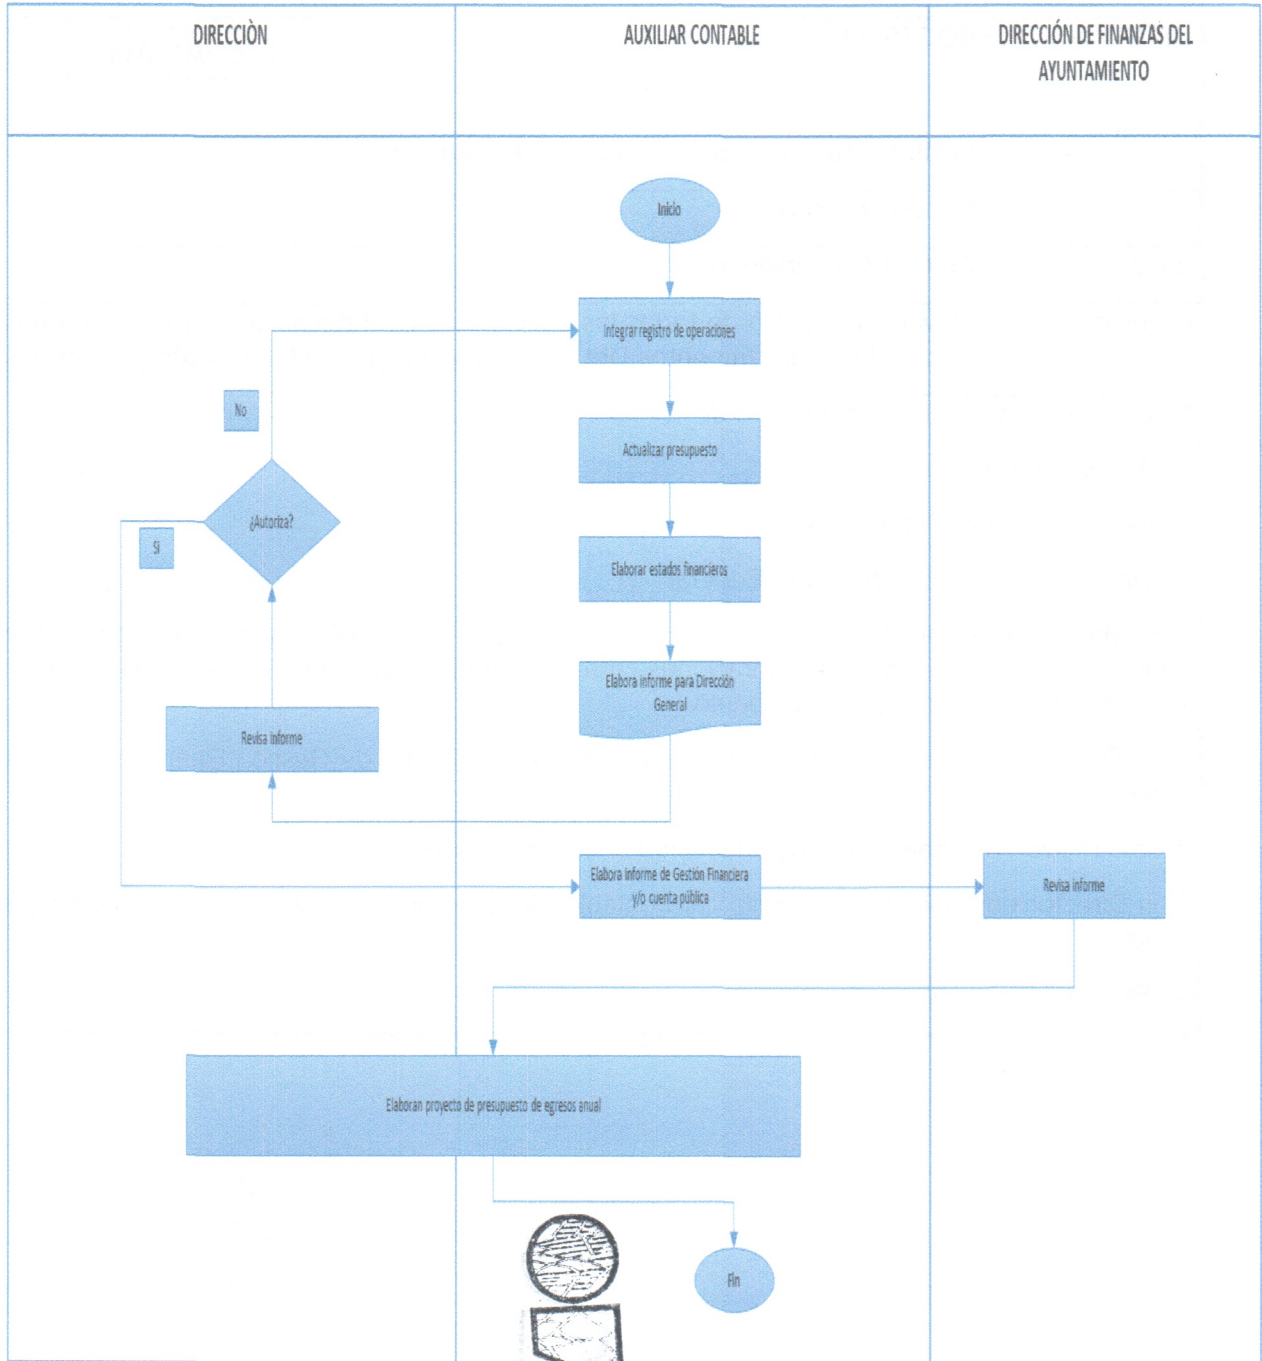 DIRECCIÒN
AUXILIAR CONTABLE
DIRECCIÓN DE FINANZAS DEL
AYUNTAMIENTO
Inicio
Integrar registro de operaciones
No
Actualizar presupuesto
¿Autoriza?
Si
Elaborar estados financieros
Elabora informe para Dirección
General
Revisa informe
Elabora informe de Gestión Financiera
y/o cuenta pública
Revisa informe
Elaboran proyecto de presupuesto de egresos anual
Fin